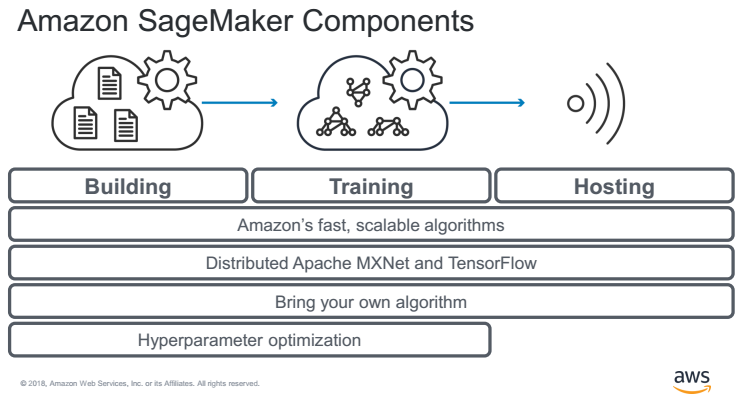 Amazon SageMaker Components
Building
Training
Hosting
Amazon's fast, scalable algorithms
Distributed Apache MXNet and TensorFlow
Bring your own algorithm
Hyperparameter optimization
© 2018, Amazon Web Services, Inc. or its Affiliates. All rights reserved.
aws